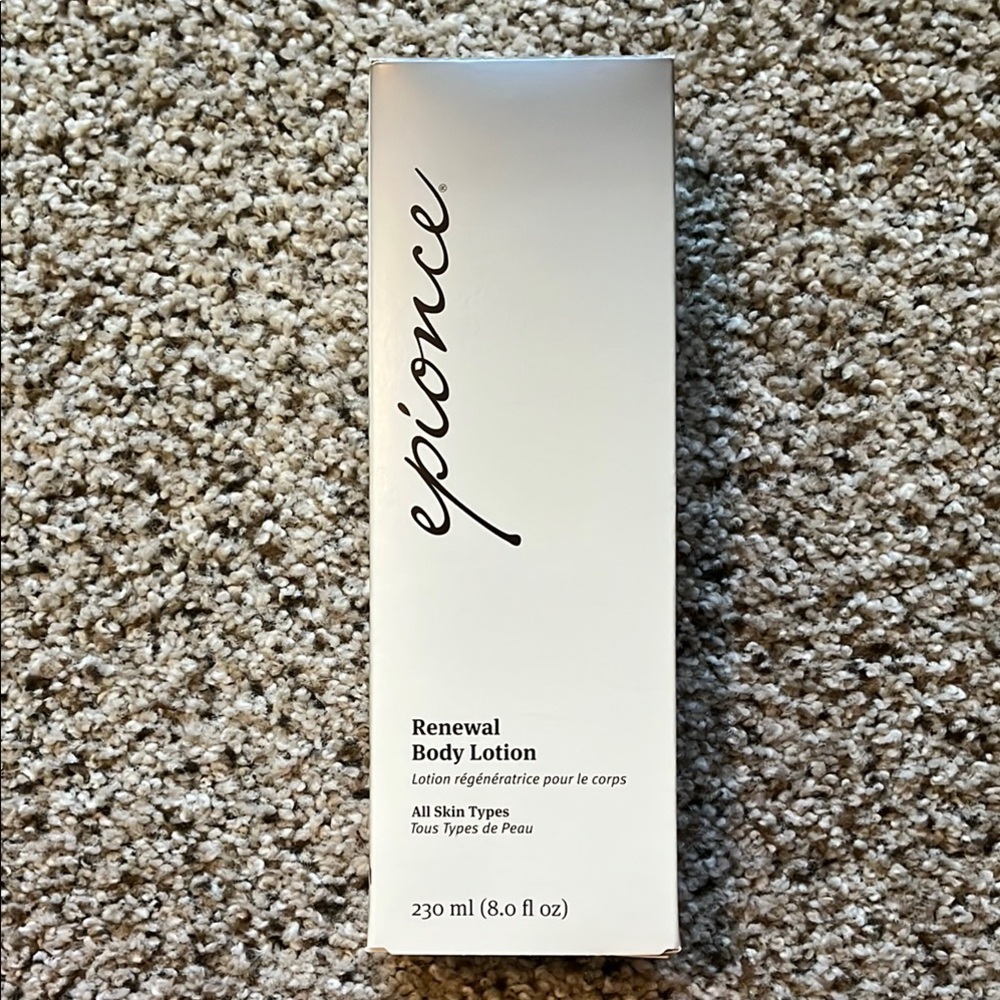 epionce®
Renewal
Body Lotion
Lotion régénératrice pour le corps
All Skin Types
Tous Types de Peau
230 ml (8.0 fl oz)